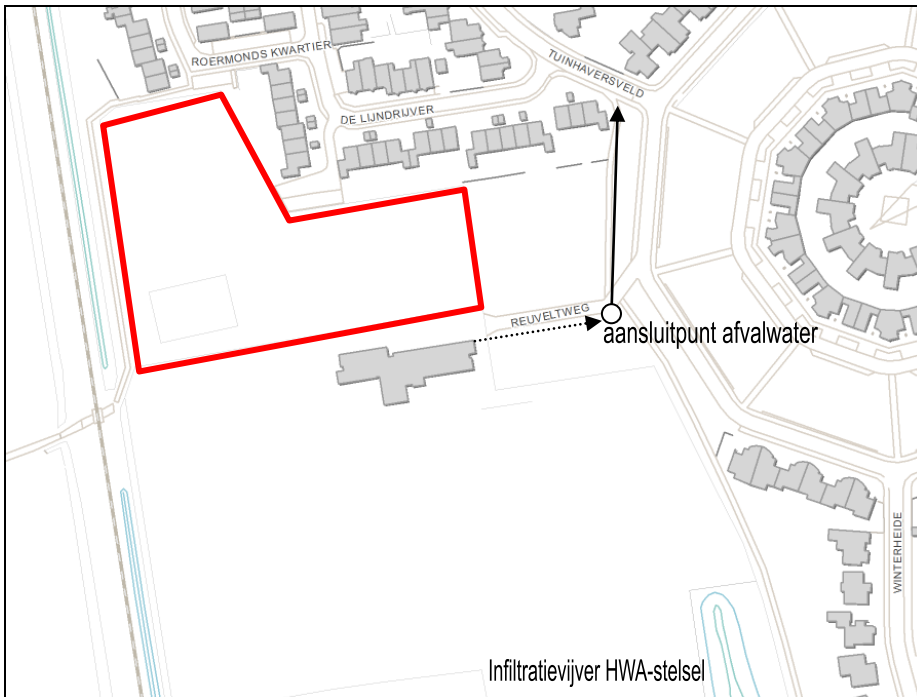 ROERMONDS KWARTIER
TUINHAVERSVELD
DE LIJNDRIJVER
REUVELTWEG
aansluitpunt afvalwater
WINTERHEIDE
Infiltratievijver HWA-stelsel